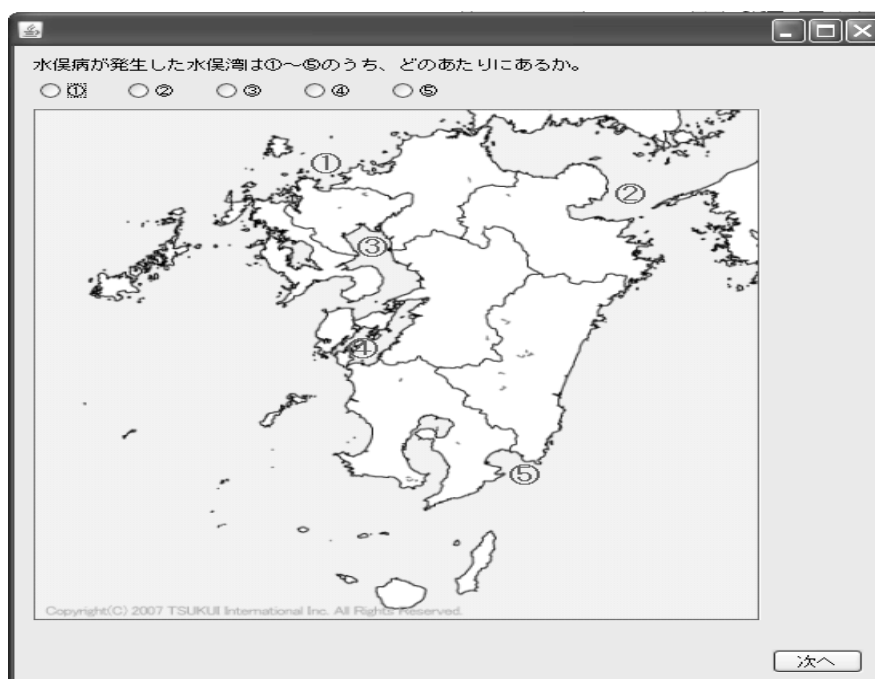 水俣病が発生した水俣湾は①～⑤のうち、どのあたりにあるか。
① ② ③ ④ ⑤
①
②
③
④
⑤
Copyright(C) 2007 TSUKUI International Inc. All Rights Reserved.
次へ